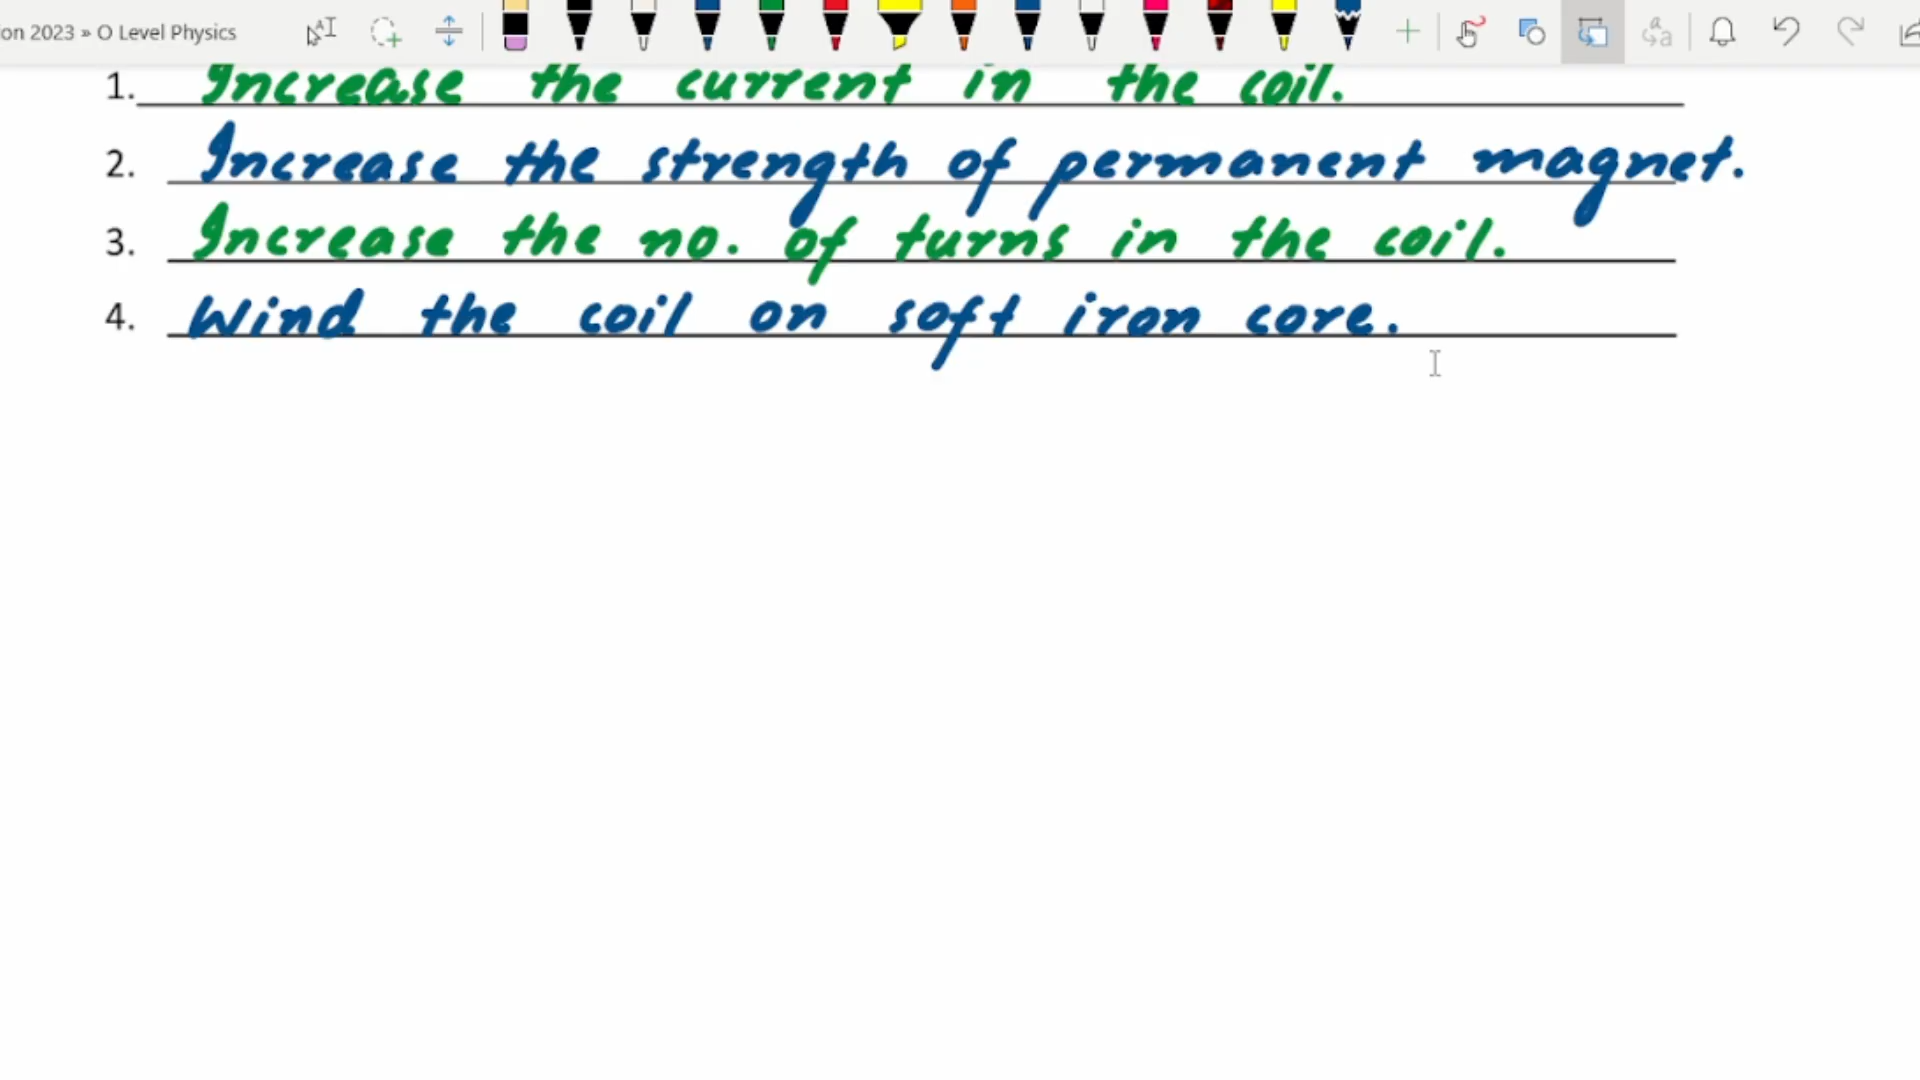 on 2023 » O Level Physics
1. Increase the current in the coil.
2. Increase the strength of permanent magnet.
3. Increase the no. of turns in the coil.
4. Wind the coil on soft iron core.